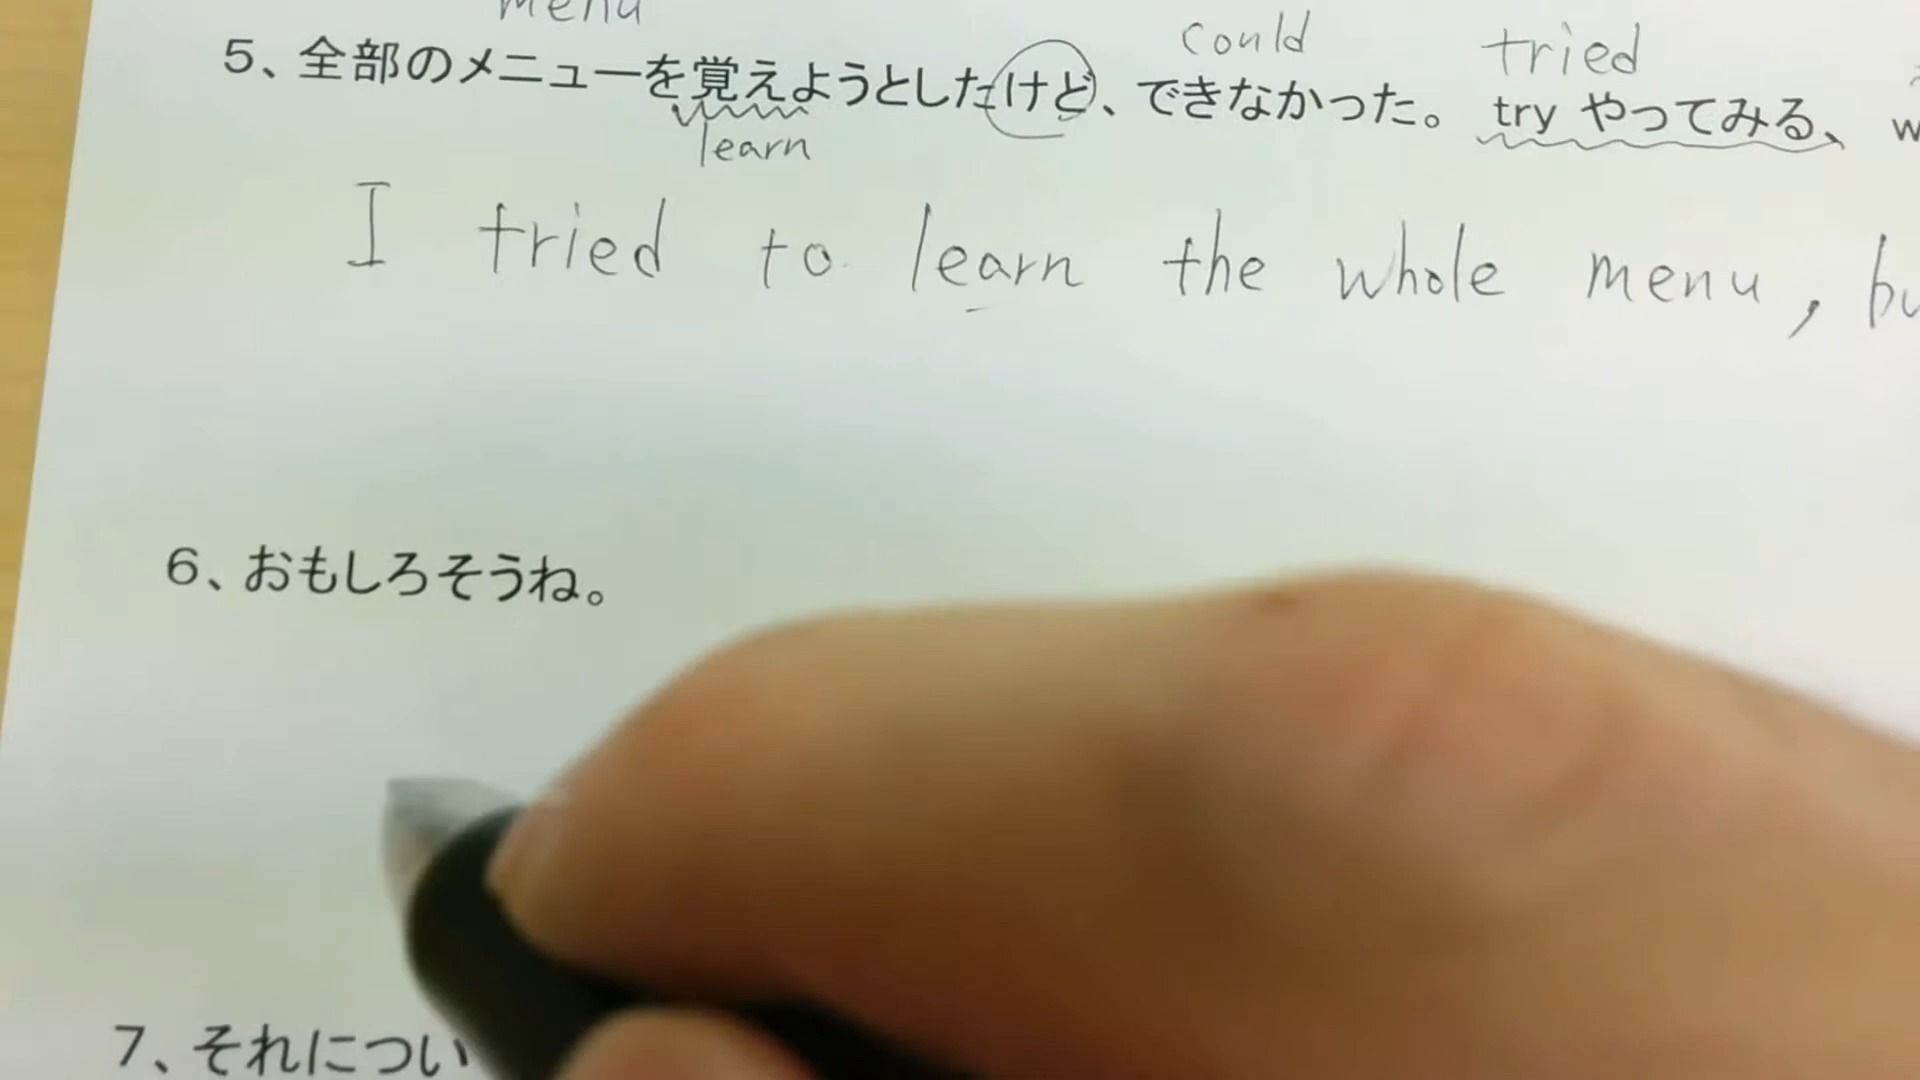 menu
could
tried
5、全部のメニューを覚えようとしたけど、できなかった。 try やってみる、
learn
I tried to learn the whole menu,
6、おもしろそうね。
7、それについ